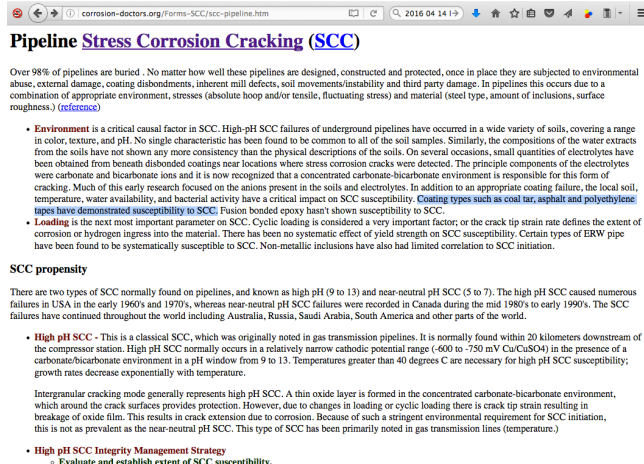 corrosion-doctors.org/Forms-SCC/scc-pipeline.htm
2016 04 14
Pipeline Stress Corrosion Cracking (SCC)
Over 98% of pipelines are buried . No matter how well these pipelines are designed, constructed and protected, once in place they are subjected to environmental
abuse, external damage, coating disbondments, inherent mill defects, soil movements/instability and third party damage. In pipelines this occurs due to a
combination of appropriate environment, stresses (absolute hoop and/or tensile, fluctuating stress) and material (steel type, amount of inclusions, surface
roughness.) (reference)
• Environment is a critical causal factor in SCC. High-pH SCC failures of underground pipelines have occurred in a wide variety of soils, covering a range
in color, texture, and pH. No single characteristic has been found to be common to all of the soil samples. Similarly, the compositions of the water extracts
from the soils have not shown any more consistency than the physical descriptions of the soils. On several occasions, small quantities of electrolytes have
been obtained from beneath disbonded coatings near locations where stress corrosion cracks were detected. The principle components of the electrolytes
were carbonate and bicarbonate ions and it is now recognized that a concentrated carbonate-bicarbonate environment is responsible for this form of
cracking. Much of this early research focused on the anions present in the soils and electrolytes. In addition to an appropriate coating failure, the local soil,
temperature, water availability, and bacterial activity have a critical impact on SCC susceptibility. Coating types such as coal tar, asphalt and polyethylene
tapes have demonstrated susceptibility to SCC. Fusion bonded epoxy hasn't shown susceptibility to SCC.
• Loading is the next most important parameter on SCC. Cyclic loading is considered a very important factor; or the crack tip strain rate defines the extent of
corrosion or hydrogen ingress into the material. There has been no systematic effect of yield strength on SCC susceptibility. Certain types of ERW pipe
have been found to be systematically susceptible to SCC. Non-metallic inclusions have also had limited correlation to SCC initiation.
SCC propensity
There are two types of SCC normally found on pipelines, and known as high pH (9 to 13) and near-neutral pH SCC (5 to 7). The high pH SCC caused numerous
failures in USA in the early 1960's and 1970's, whereas near-neutral pH SCC failures were recorded in Canada during the mid 1980's to early 1990's. The SCC
failures have continued throughout the world including Australia, Russia, Saudi Arabia, South America and other parts of the world.
• High pH SCC - This is a classical SCC, which was originally noted in gas transmission pipelines. It is normally found within 20 kilometers downstream of
the compressor station. High pH SCC normally occurs in a relatively narrow cathodic potential range (-600 to -750 mV Cu/CuSO4) in the presence of a
carbonate/bicarbonate environment in a pH window from 9 to 13. Temperatures greater than 40 degrees C are necessary for high pH SCC susceptibility;
growth rates decrease exponentially with temperature.
Intergranular cracking mode generally represents high pH SCC. A thin oxide layer is formed in the concentrated carbonate-bicarbonate environment,
which around the crack surfaces provides protection. However, due to changes in loading or cyclic loading there is crack tip strain resulting in
breakage of oxide film. This results in crack extension due to corrosion. Because of such a stringent environmental requirement for SCC initiation,
this is not as prevalent as the near-neutral pH SCC. This type of SCC has been primarily noted in gas transmission lines (temperature.)
• High pH SCC Integrity Management Strategy
Evaluate and establish extent of SCC susceptibility.